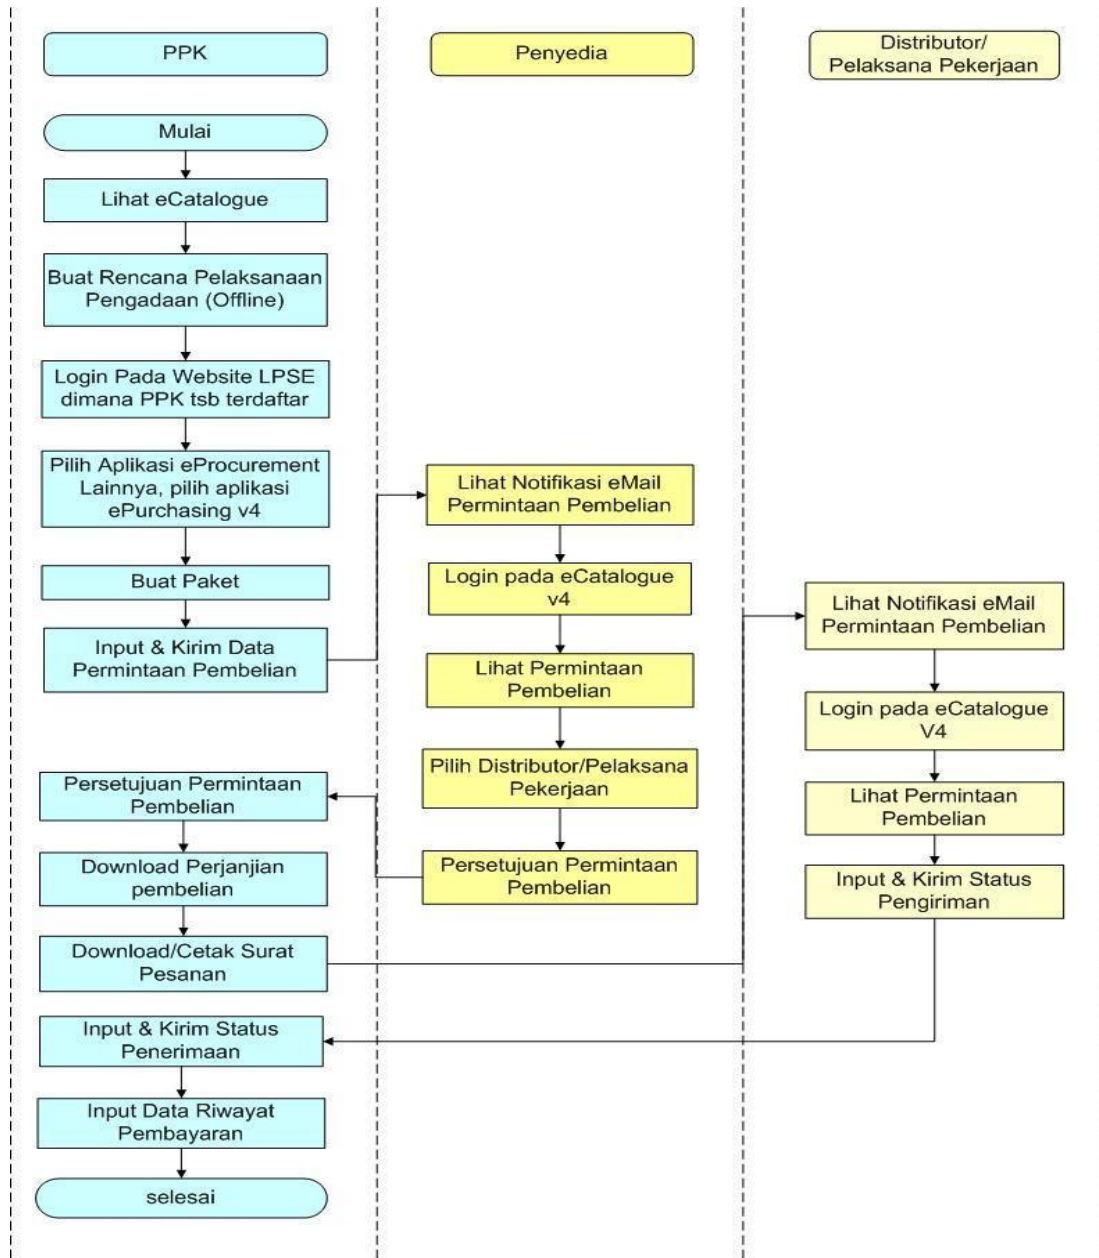 PPK
Penyedia
Distributor/
Pelaksana Pekerjaan
Mulai
Lihat eCatalogue
Buat Rencana Pelaksanaan
Pengadaan (Offline)
Login Pada Website LPSE
dimana PPK tsb terdaftar
Pilih Aplikasi eProcurement
Lainnya, pilih aplikasi
ePurchasing v4
Buat Paket
Input & Kirim Data
Permintaan Pembelian
Lihat Notifikasi eMail
Permintaan Pembelian
Login pada eCatalogue
v4
Lihat Permintaan
Pembelian
Pilih Distributor/Pelaksana
Pekerjaan
Persetujuan Permintaan
Pembelian
Persetujuan Permintaan
Pembelian
Download Perjanjian
pembelian
Download/Cetak Surat
Pesanan
Lihat Notifikasi eMail
Permintaan Pembelian
Login pada eCatalogue
V4
Lihat Permintaan
Pembelian
Input & Kirim Status
Pengiriman
Input & Kirim Status
Penerimaan
Input Data Riwayat
Pembayaran
selesai